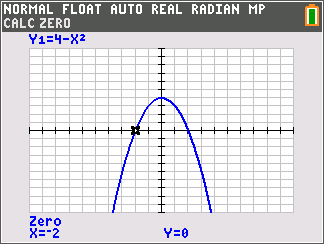 NORMAL FLOAT AUTO REAL RADIAN MP
CALC ZERO
Y1=4-X²
Zero
X=-2 Y=0